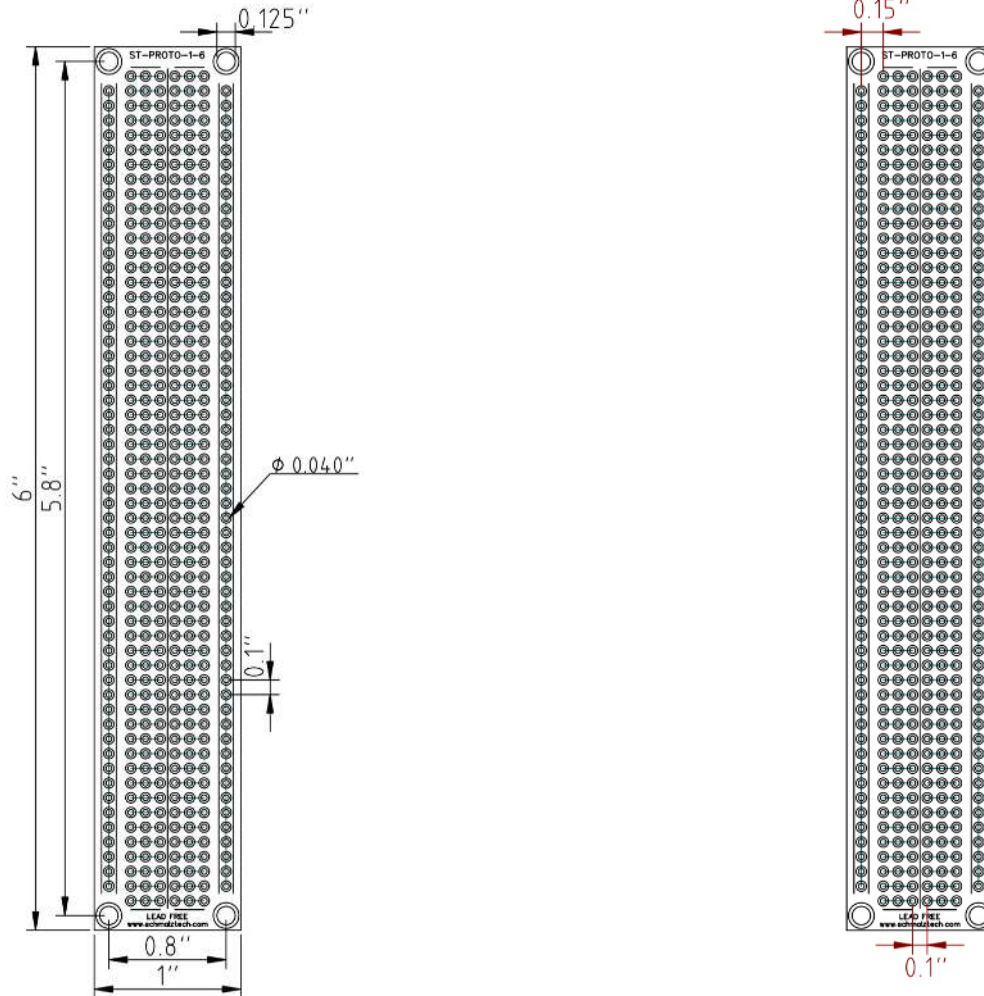 0.125''
ST-PROTO-1-6
6''
5.8''
ϕ 0.040''
0.1''
LEAD FREE
www.schmalztech.com
0.8''
1''
0.15''
ST-PROTO-1-6
LEAD FREE
www.schmalztech.com
0.1''